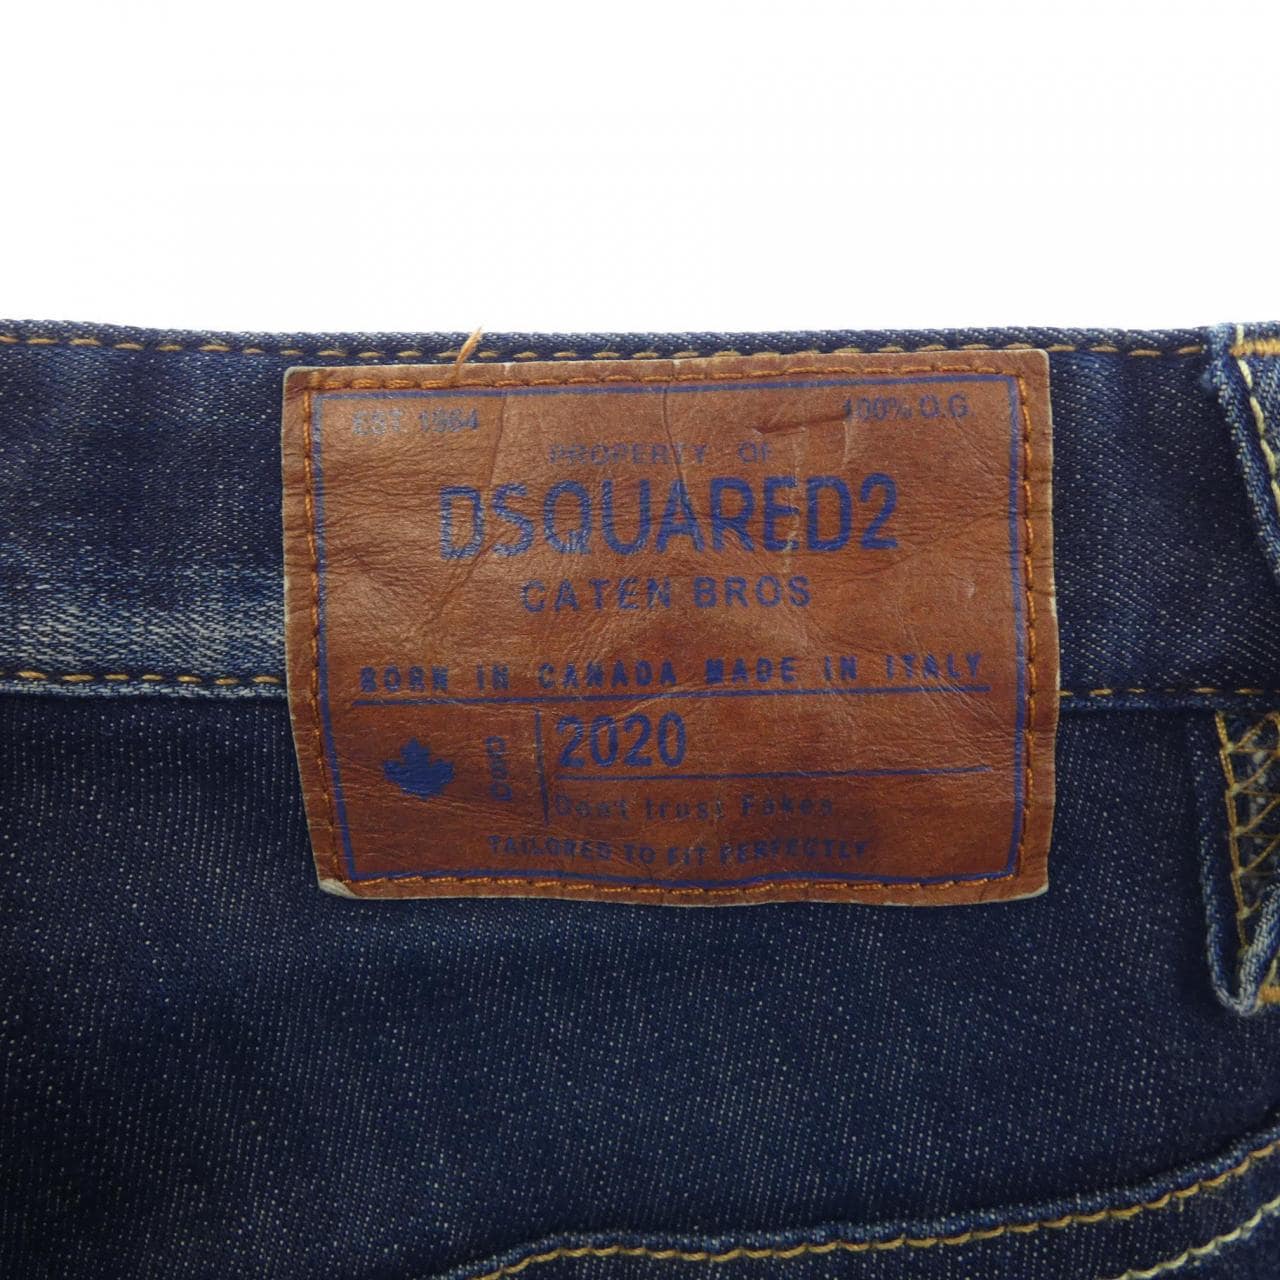 EST. 1964 100% O.G.
PROPERTY OF
DSQUARED2
CATEN BROS
BORN IN CANADA MADE IN ITALY
DSQ2 2020
Don't trust Fakes
TAILORED TO FIT PERFECTLY